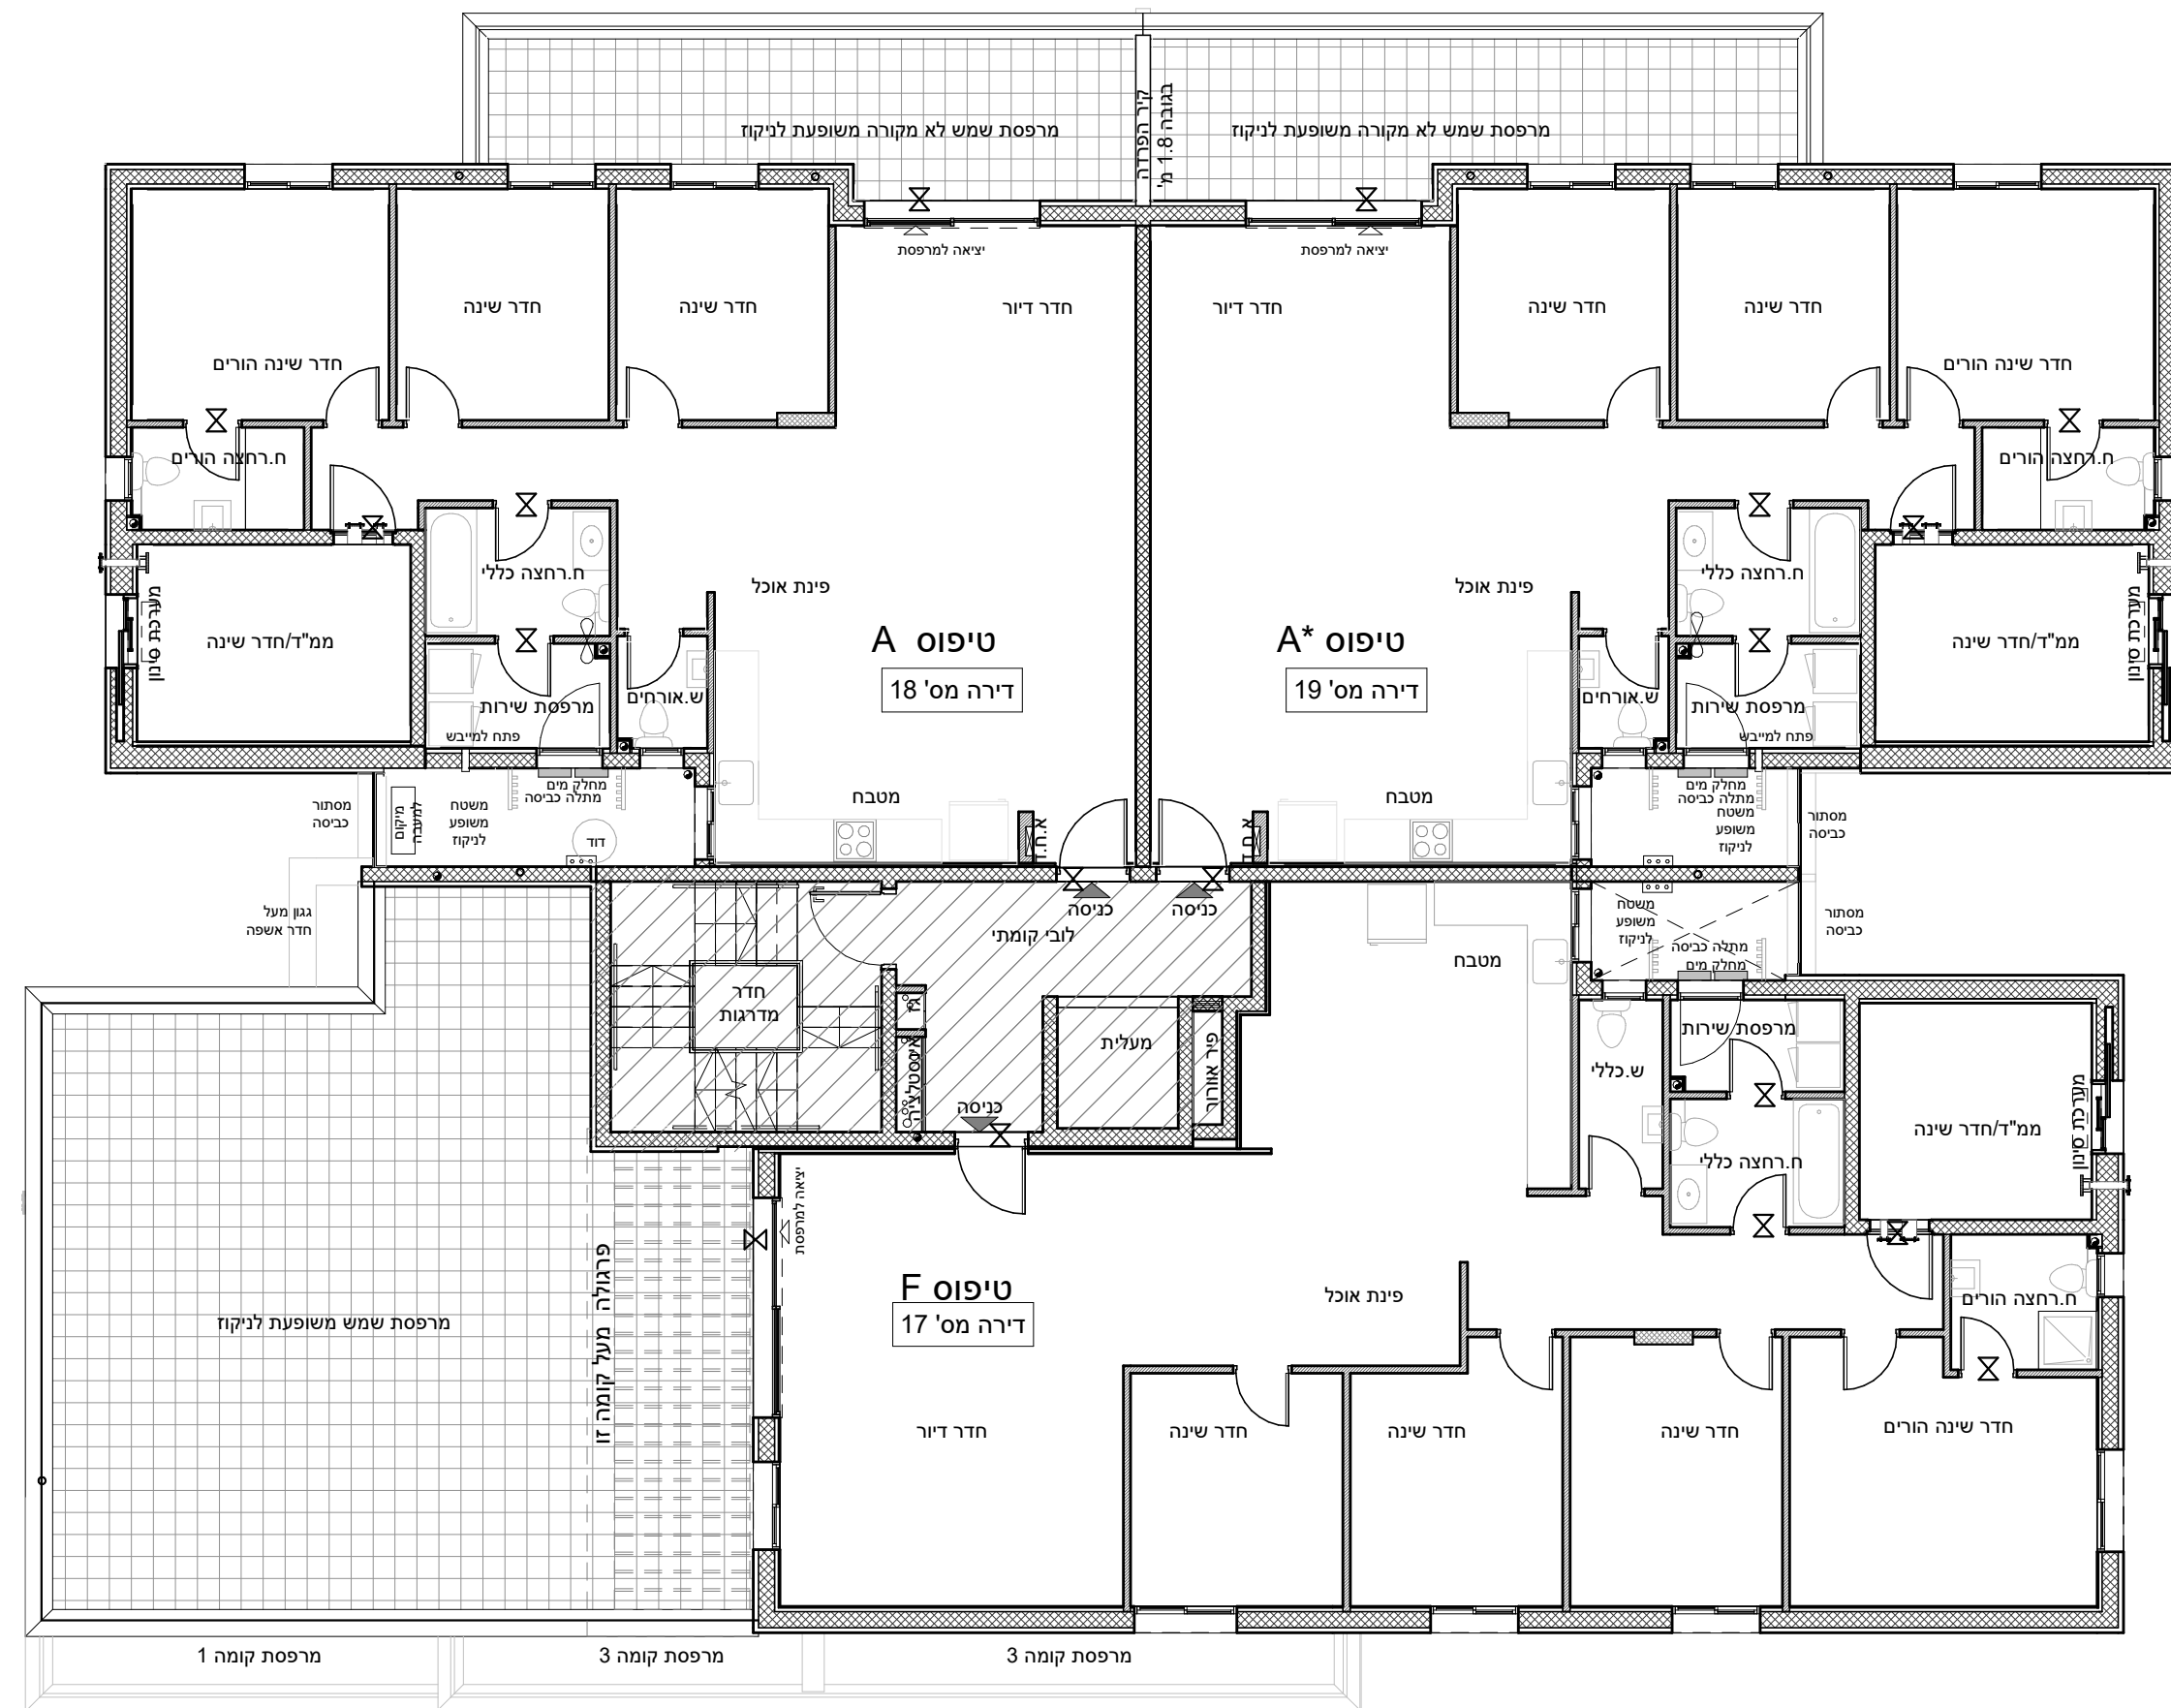 מרפסת שמש לא מקורה משופעת לניקוז
קיר הפרדה
בגובה 1.8 מ'
מרפסת שמש לא מקורה משופעת לניקוז
יציאה למרפסת
יציאה למרפסת
חדר שינה הורים
חדר שינה
חדר שינה
חדר דיור
חדר דיור
חדר שינה
חדר שינה
חדר שינה הורים
ח.רחצה הורים
ח.רחצה הורים
ח.רחצה כללי
פינת אוכל
פינת אוכל
ח.רחצה כללי
מערכת סינון
ממ"ד/חדר שינה
טיפוס A
דירה מס' 18
טיפוס A*
דירה מס' 19
ממ"ד/חדר שינה
מערכת סינון
מרפסת שירות
פתח למייבש
ש.אורחים
ש.אורחים
מרפסת שירות
פתח למייבש
מסתור
כביסה
מיקום
למעבה
משטח
משופע
לניקוז
מחלק מים
מתלה כביסה
דוד
מטבח
א.ח.ד
א.ח.ד
מטבח
מחלק מים
מתלה כביסה
משטח
משופע
לניקוז
מסתור
כביסה
גגון מעל
חדר אשפה
כניסה
כניסה
לובי קומתי
משטח
משופע
לניקוז
מתלה כביסה
מחלק מים
מסתור
כביסה
מטבח
חדר
מדרגות
גז
אינסטלציה
מעלית
פיר אוורור
כניסה
מרפסת שירות
ש.כללי
ח.רחצה כללי
ממ"ד/חדר שינה
מערכת סינון
יציאה למרפסת
פרגולה מעל קומה זו
מרפסת שמש משופעת לניקוז
טיפוס F
דירה מס' 17
פינת אוכל
ח.רחצה הורים
חדר דיור
חדר שינה
חדר שינה
חדר שינה
חדר שינה הורים
מרפסת קומה 1
מרפסת קומה 3
מרפסת קומה 3